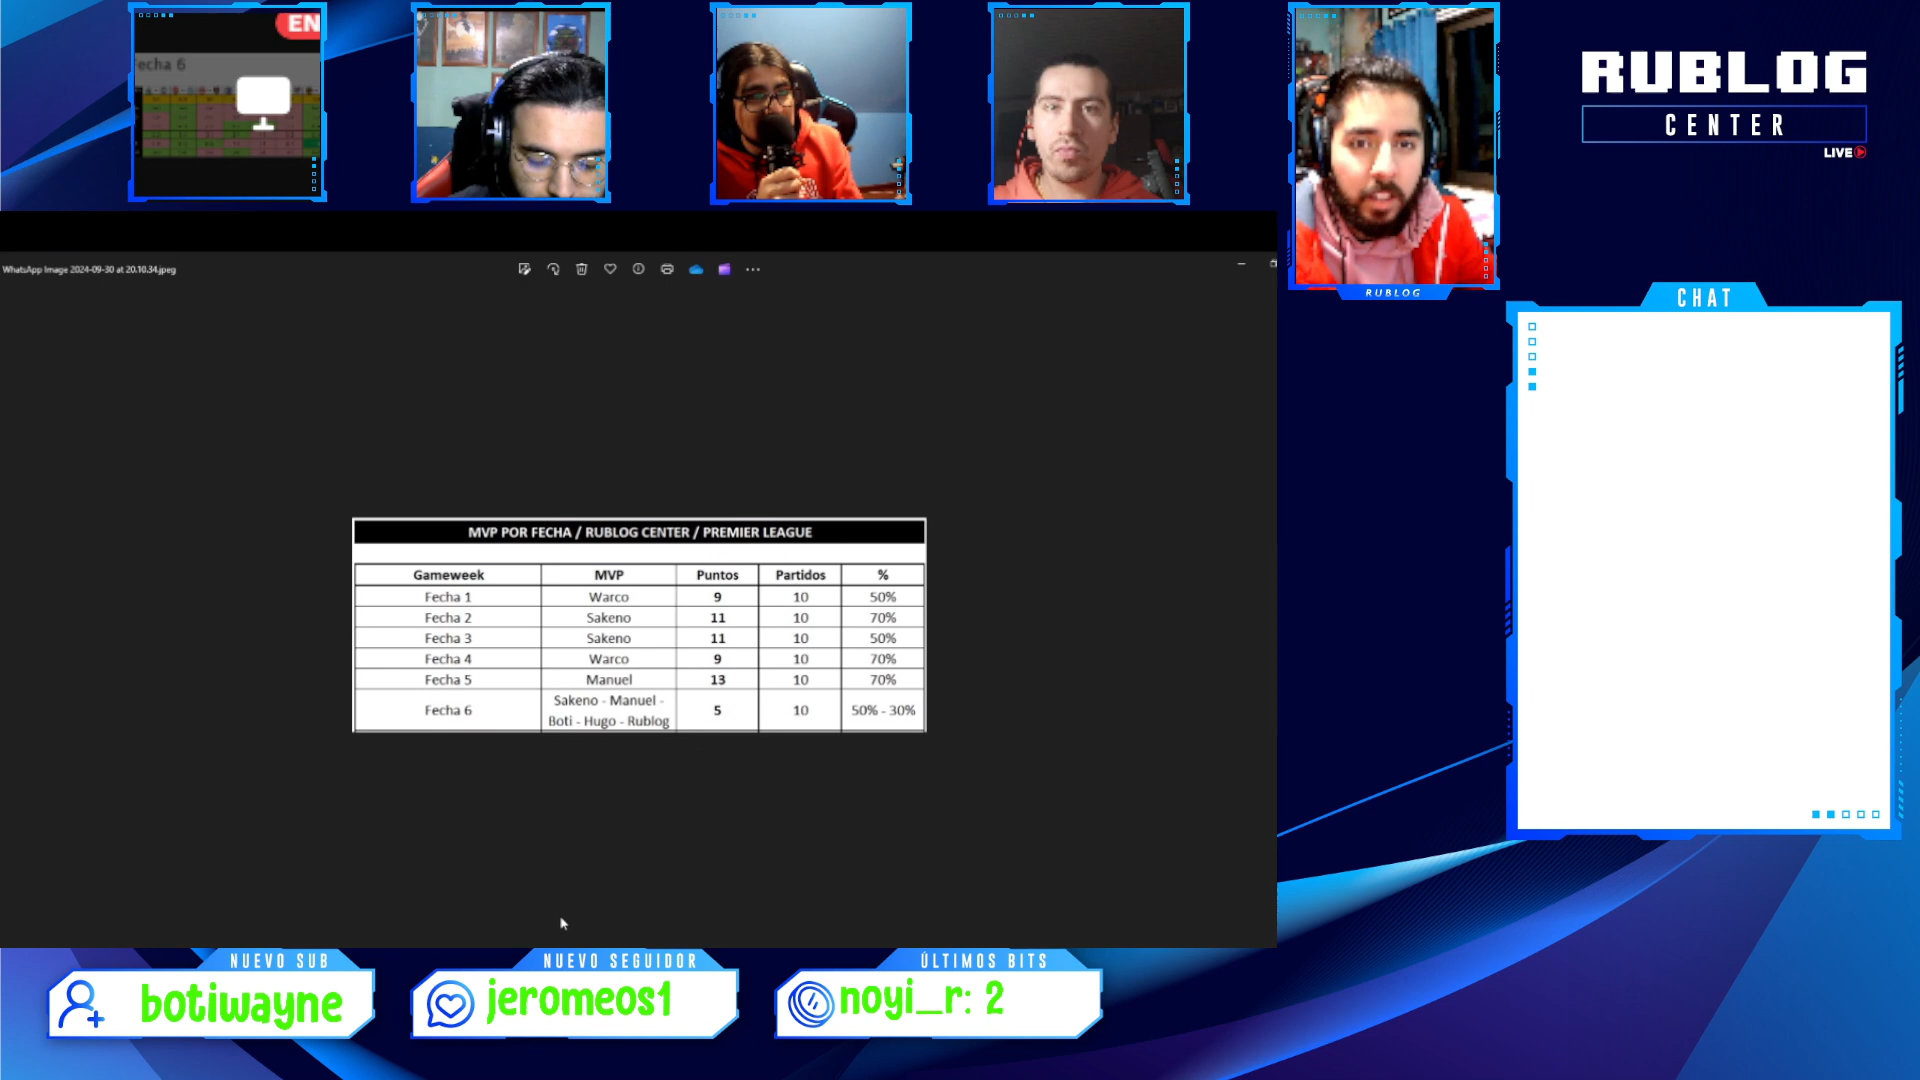 EN
echa 6
RUBLOG
CENTER
LIVE
RUBLOG
CHAT
WhatsApp Image 2024-09-30 at 20.10.34.jpeg
MVP POR FECHA / RUBLOG CENTER / PREMIER LEAGUE
Gameweek MVP Puntos Partidos %
Fecha 1 Warco 9 10 50%
Fecha 2 Sakeno 11 10 70%
Fecha 3 Sakeno 11 10 50%
Fecha 4 Warco 9 10 70%
Fecha 5 Manuel 13 10 70%
Fecha 6 Sakeno - Manuel - Boti - Hugo - Rublog 5 10 50% - 30%
NUEVO SUB
botiwayne
NUEVO SEGUIDOR
jeromeos1
ÚLTIMOS BITS
noyi_r: 2